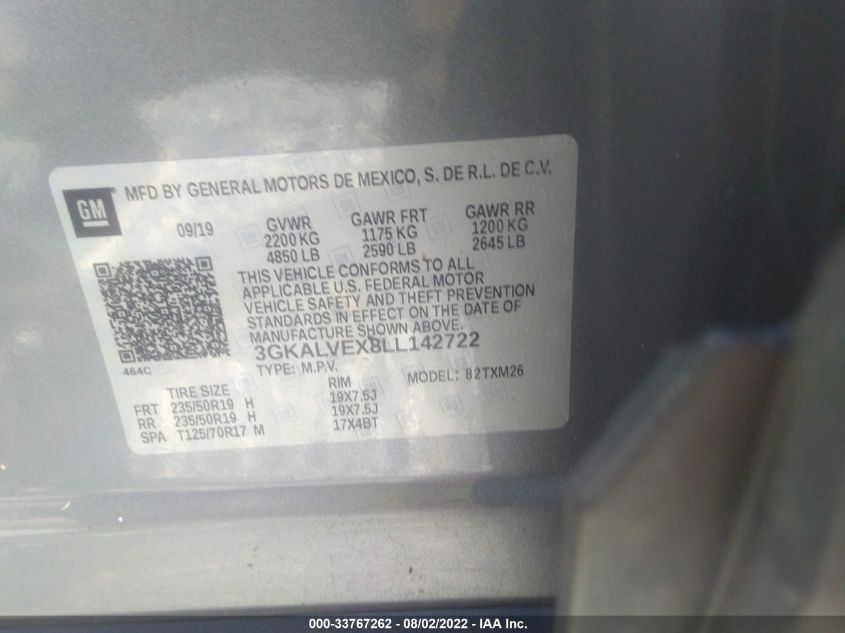 GM
MFD BY GENERAL MOTORS DE MEXICO, S. DE R.L. DE C.V.
09/19 GVWR GAWR FRT GAWR RR
2200 KG 1175 KG 1200 KG
4850 LB 2590 LB 2645 LB
THIS VEHICLE CONFORMS TO ALL
APPLICABLE U.S. FEDERAL MOTOR
VEHICLE SAFETY AND THEFT PREVENTION
STANDARDS IN EFFECT ON THE DATE OF
MANUFACTURE SHOWN ABOVE.
3GKALVEX8LL142722
464C
TYPE: M.P.V. MODEL: 82TXM26
TIRE SIZE RIM
FRT 235/50R19 H 19X7.5J
RR 235/50R19 H 19X7.5J
SPA T125/70R17 M 17X4BT
000-33767262 - 08/02/2022 - IAA Inc.